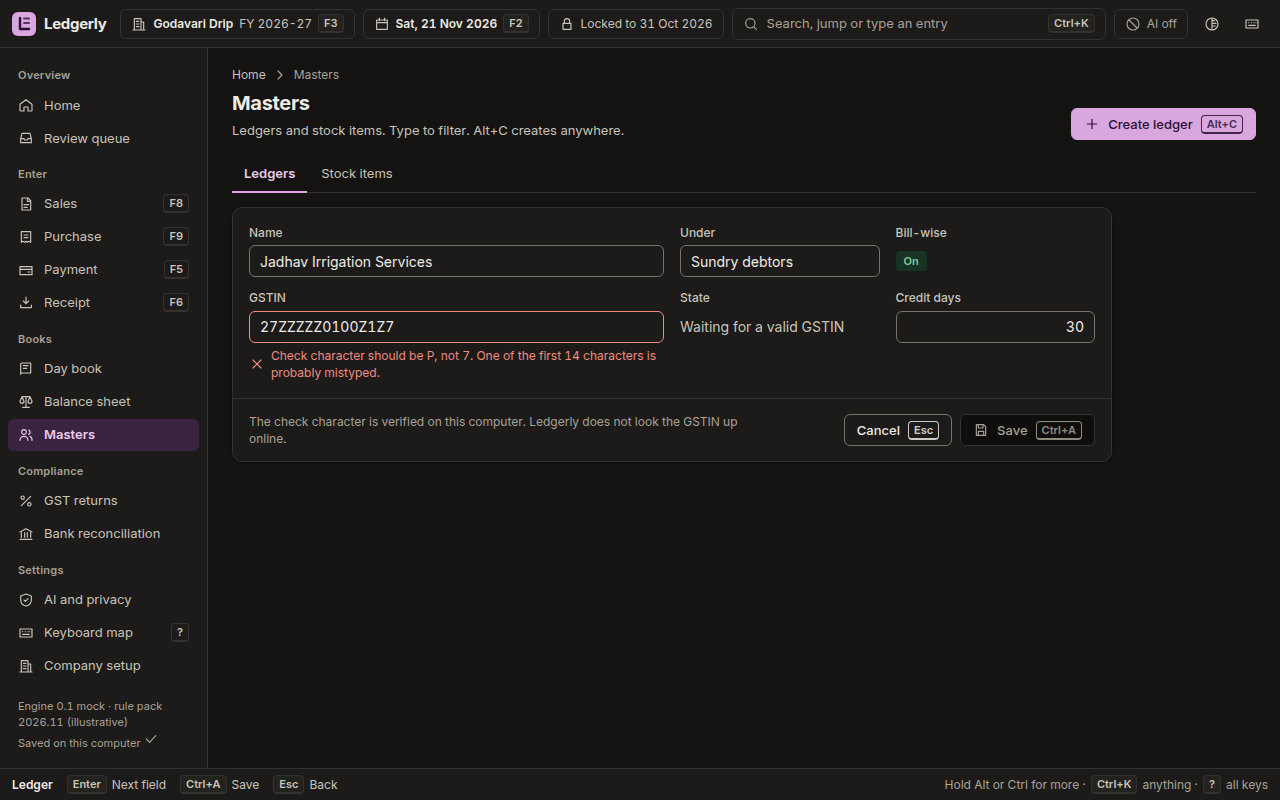 Ledgerly
Godavari Drip FY 2026-27 F3
Sat, 21 Nov 2026 F2
Locked to 31 Oct 2026
Search, jump or type an entry Ctrl+K
AI off
Overview
Home
Review queue
Enter
Sales F8
Purchase F9
Payment F5
Receipt F6
Books
Day book
Balance sheet
Masters
Compliance
GST returns
Bank reconciliation
Settings
AI and privacy
Keyboard map ?
Company setup
Engine 0.1 mock · rule pack
2026.11 (illustrative)
Saved on this computer
Home > Masters
Masters
Ledgers and stock items. Type to filter. Alt+C creates anywhere.
Create ledger Alt+C
Ledgers Stock items
Name Under Bill-wise
Jadhav Irrigation Services Sundry debtors On
GSTIN State Credit days
27ZZZZZ0100Z1Z7 Waiting for a valid GSTIN 30
Check character should be P, not 7. One of the first 14 characters is
probably mistyped.
The check character is verified on this computer. Ledgerly does not look the GSTIN up
online.
Cancel Esc Save Ctrl+A
Ledger Enter Next field Ctrl+A Save Esc Back
Hold Alt or Ctrl for more · Ctrl+K anything · ? all keys